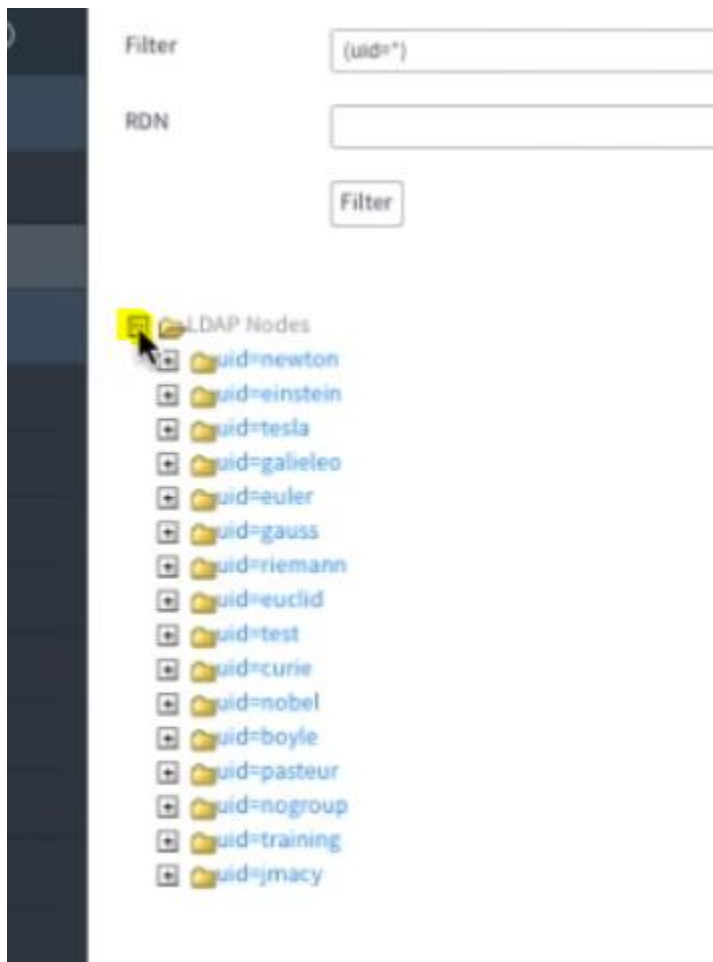 Filter (uid=*)
RDN
Filter
LDAP Nodes
uid=newton
uid=einstein
uid=tesla
uid=galieleo
uid=euler
uid=gauss
uid=riemann
uid=euclid
uid=test
uid=curie
uid=nobel
uid=boyle
uid=pasteur
uid=nogroup
uid=training
uid=jmacy